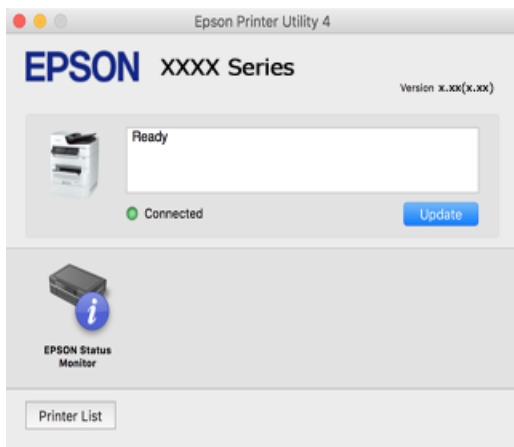 Epson Printer Utility 4
EPSON XXXX Series
Version x.xx(x.xx)
Ready
Connected
Update
EPSON Status
Monitor
Printer List